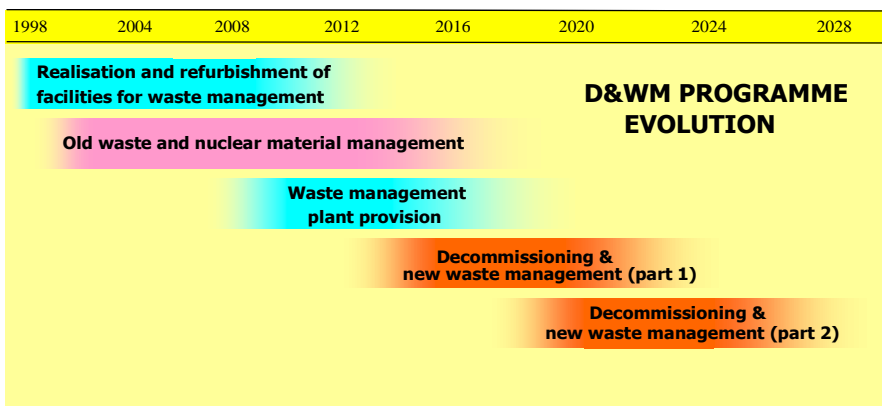 1998 2004 2008 2012 2016 2020 2024 2028
Realisation and refurbishment of
facilities for waste management
D&WM PROGRAMME
EVOLUTION
Old waste and nuclear material management
Waste management
plant provision
Decommissioning &
new waste management (part 1)
Decommissioning &
new waste management (part 2)